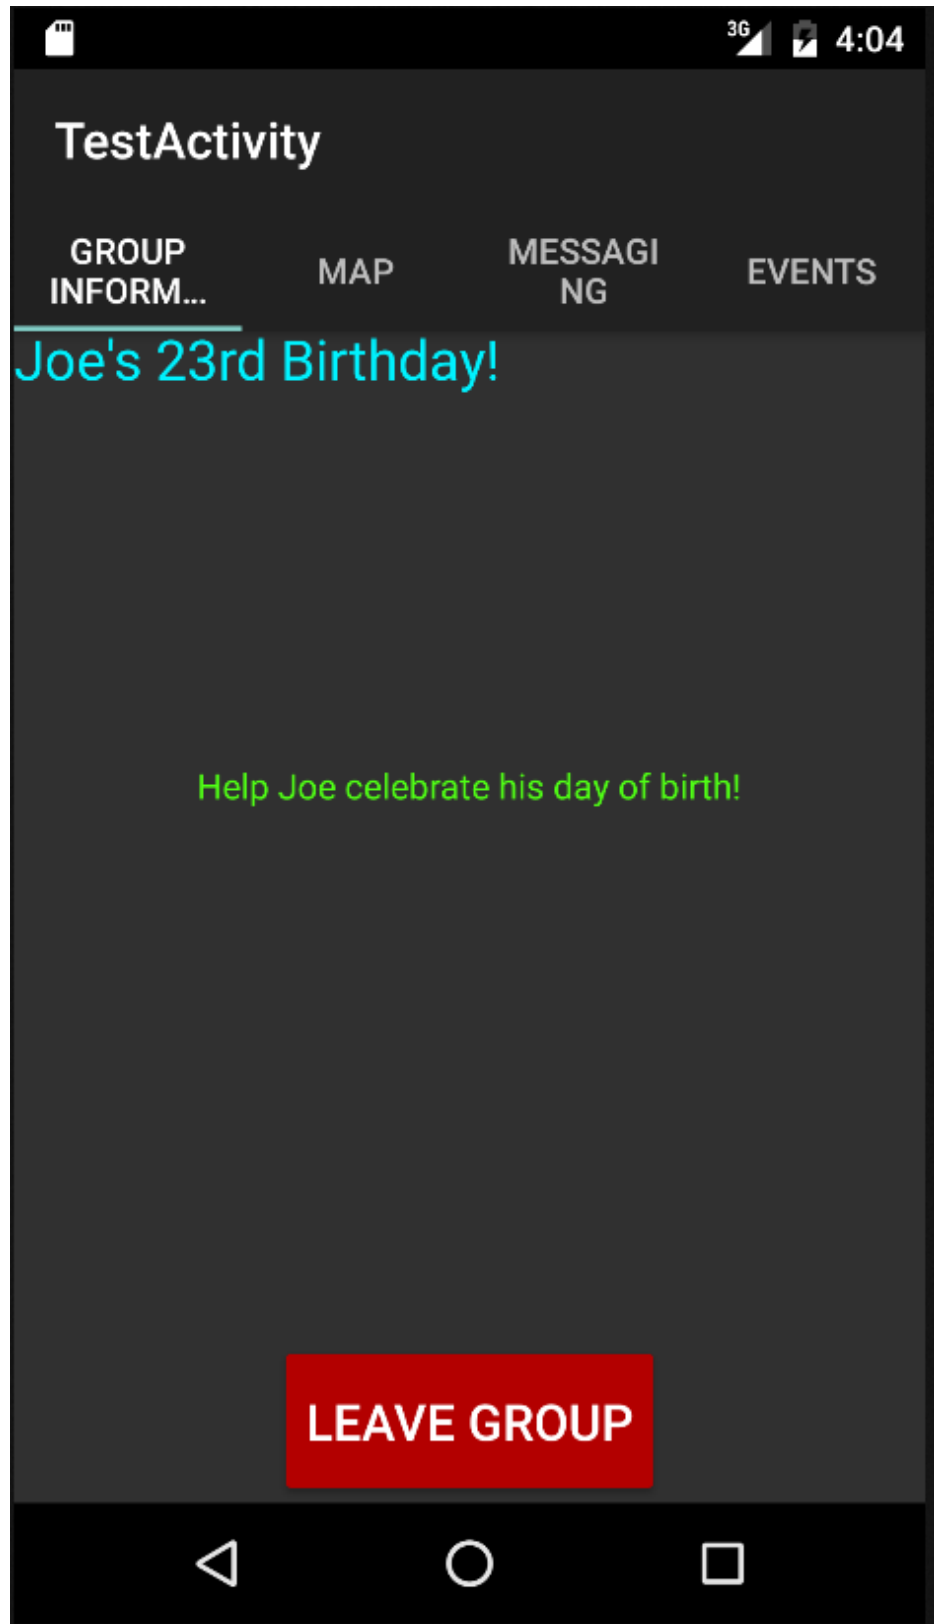 3G 4:04
TestActivity
GROUP
INFORM...
MAP
MESSAGI
NG
EVENTS
Joe's 23rd Birthday!
Help Joe celebrate his day of birth!
LEAVE GROUP